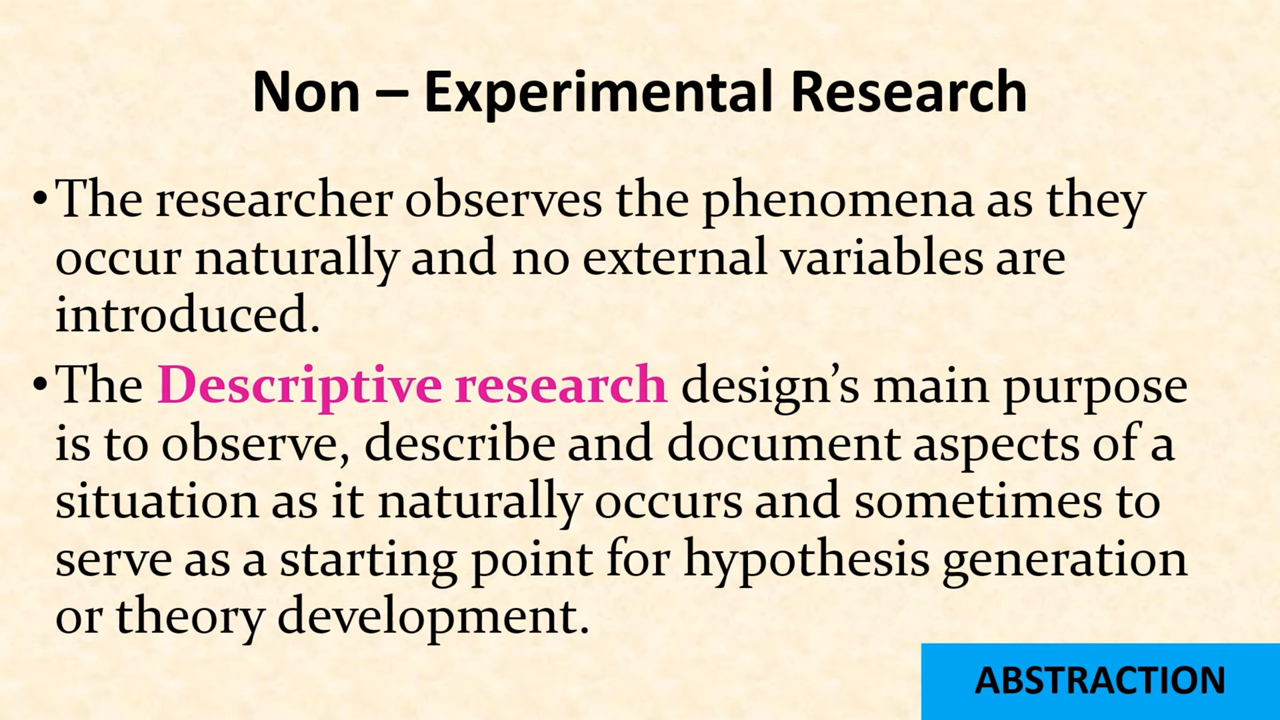 Non – Experimental Research
•The researcher observes the phenomena as they
occur naturally and no external variables are
introduced.
•The Descriptive research design’s main purpose
is to observe, describe and document aspects of a
situation as it naturally occurs and sometimes to
serve as a starting point for hypothesis generation
or theory development.
ABSTRACTION